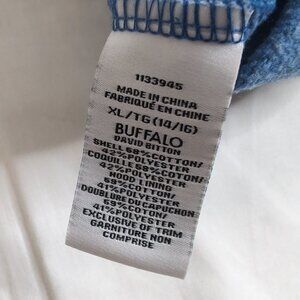 1133945
MADE IN CHINA
FABRIQUÉ EN CHINE
XL/TG(14/16)
BUFFALO
DAVID BITTON
SHELL 58%COTTON/
42%POLYESTER
COQUILLE 58%COTON/
42%POLYESTER
HOOD LINING
59%COTTON/
41%POLYESTER
DOUBLURE DU CAPUCHON
59%COTON/
41%POLYESTER
EXCLUSIVE OF TRIM
GARNITURE NON
COMPRISE